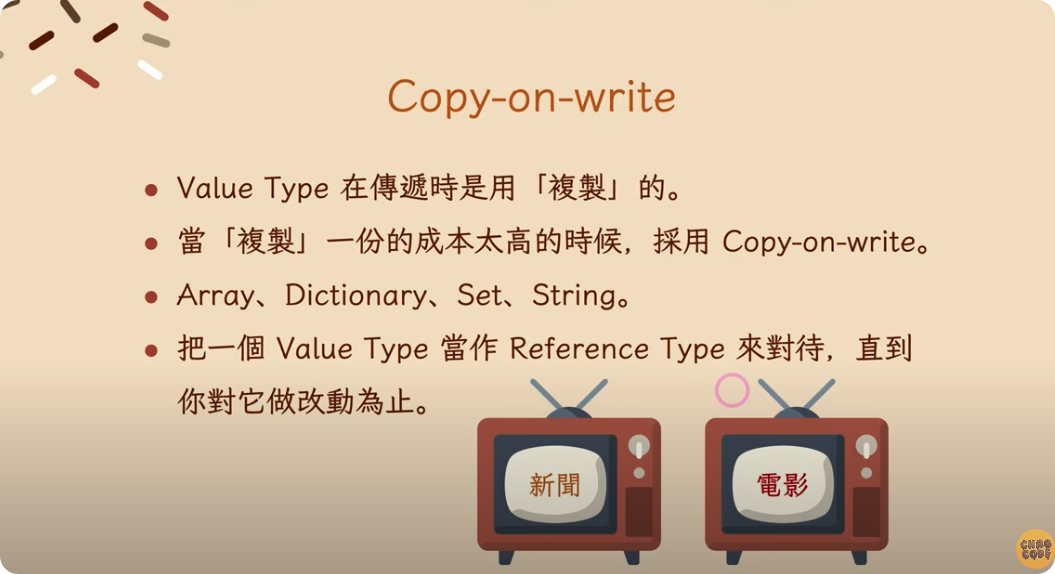 Copy-on-write
Value Type 在傳遞時是用「複製」的。
當「複製」一份的成本太高的時候，採用 Copy-on-write。
Array、Dictionary、Set、String。
把一個 Value Type 當作 Reference Type 來對待，直到
你對它做改動為止。
新聞
電影
CHAO
CODE